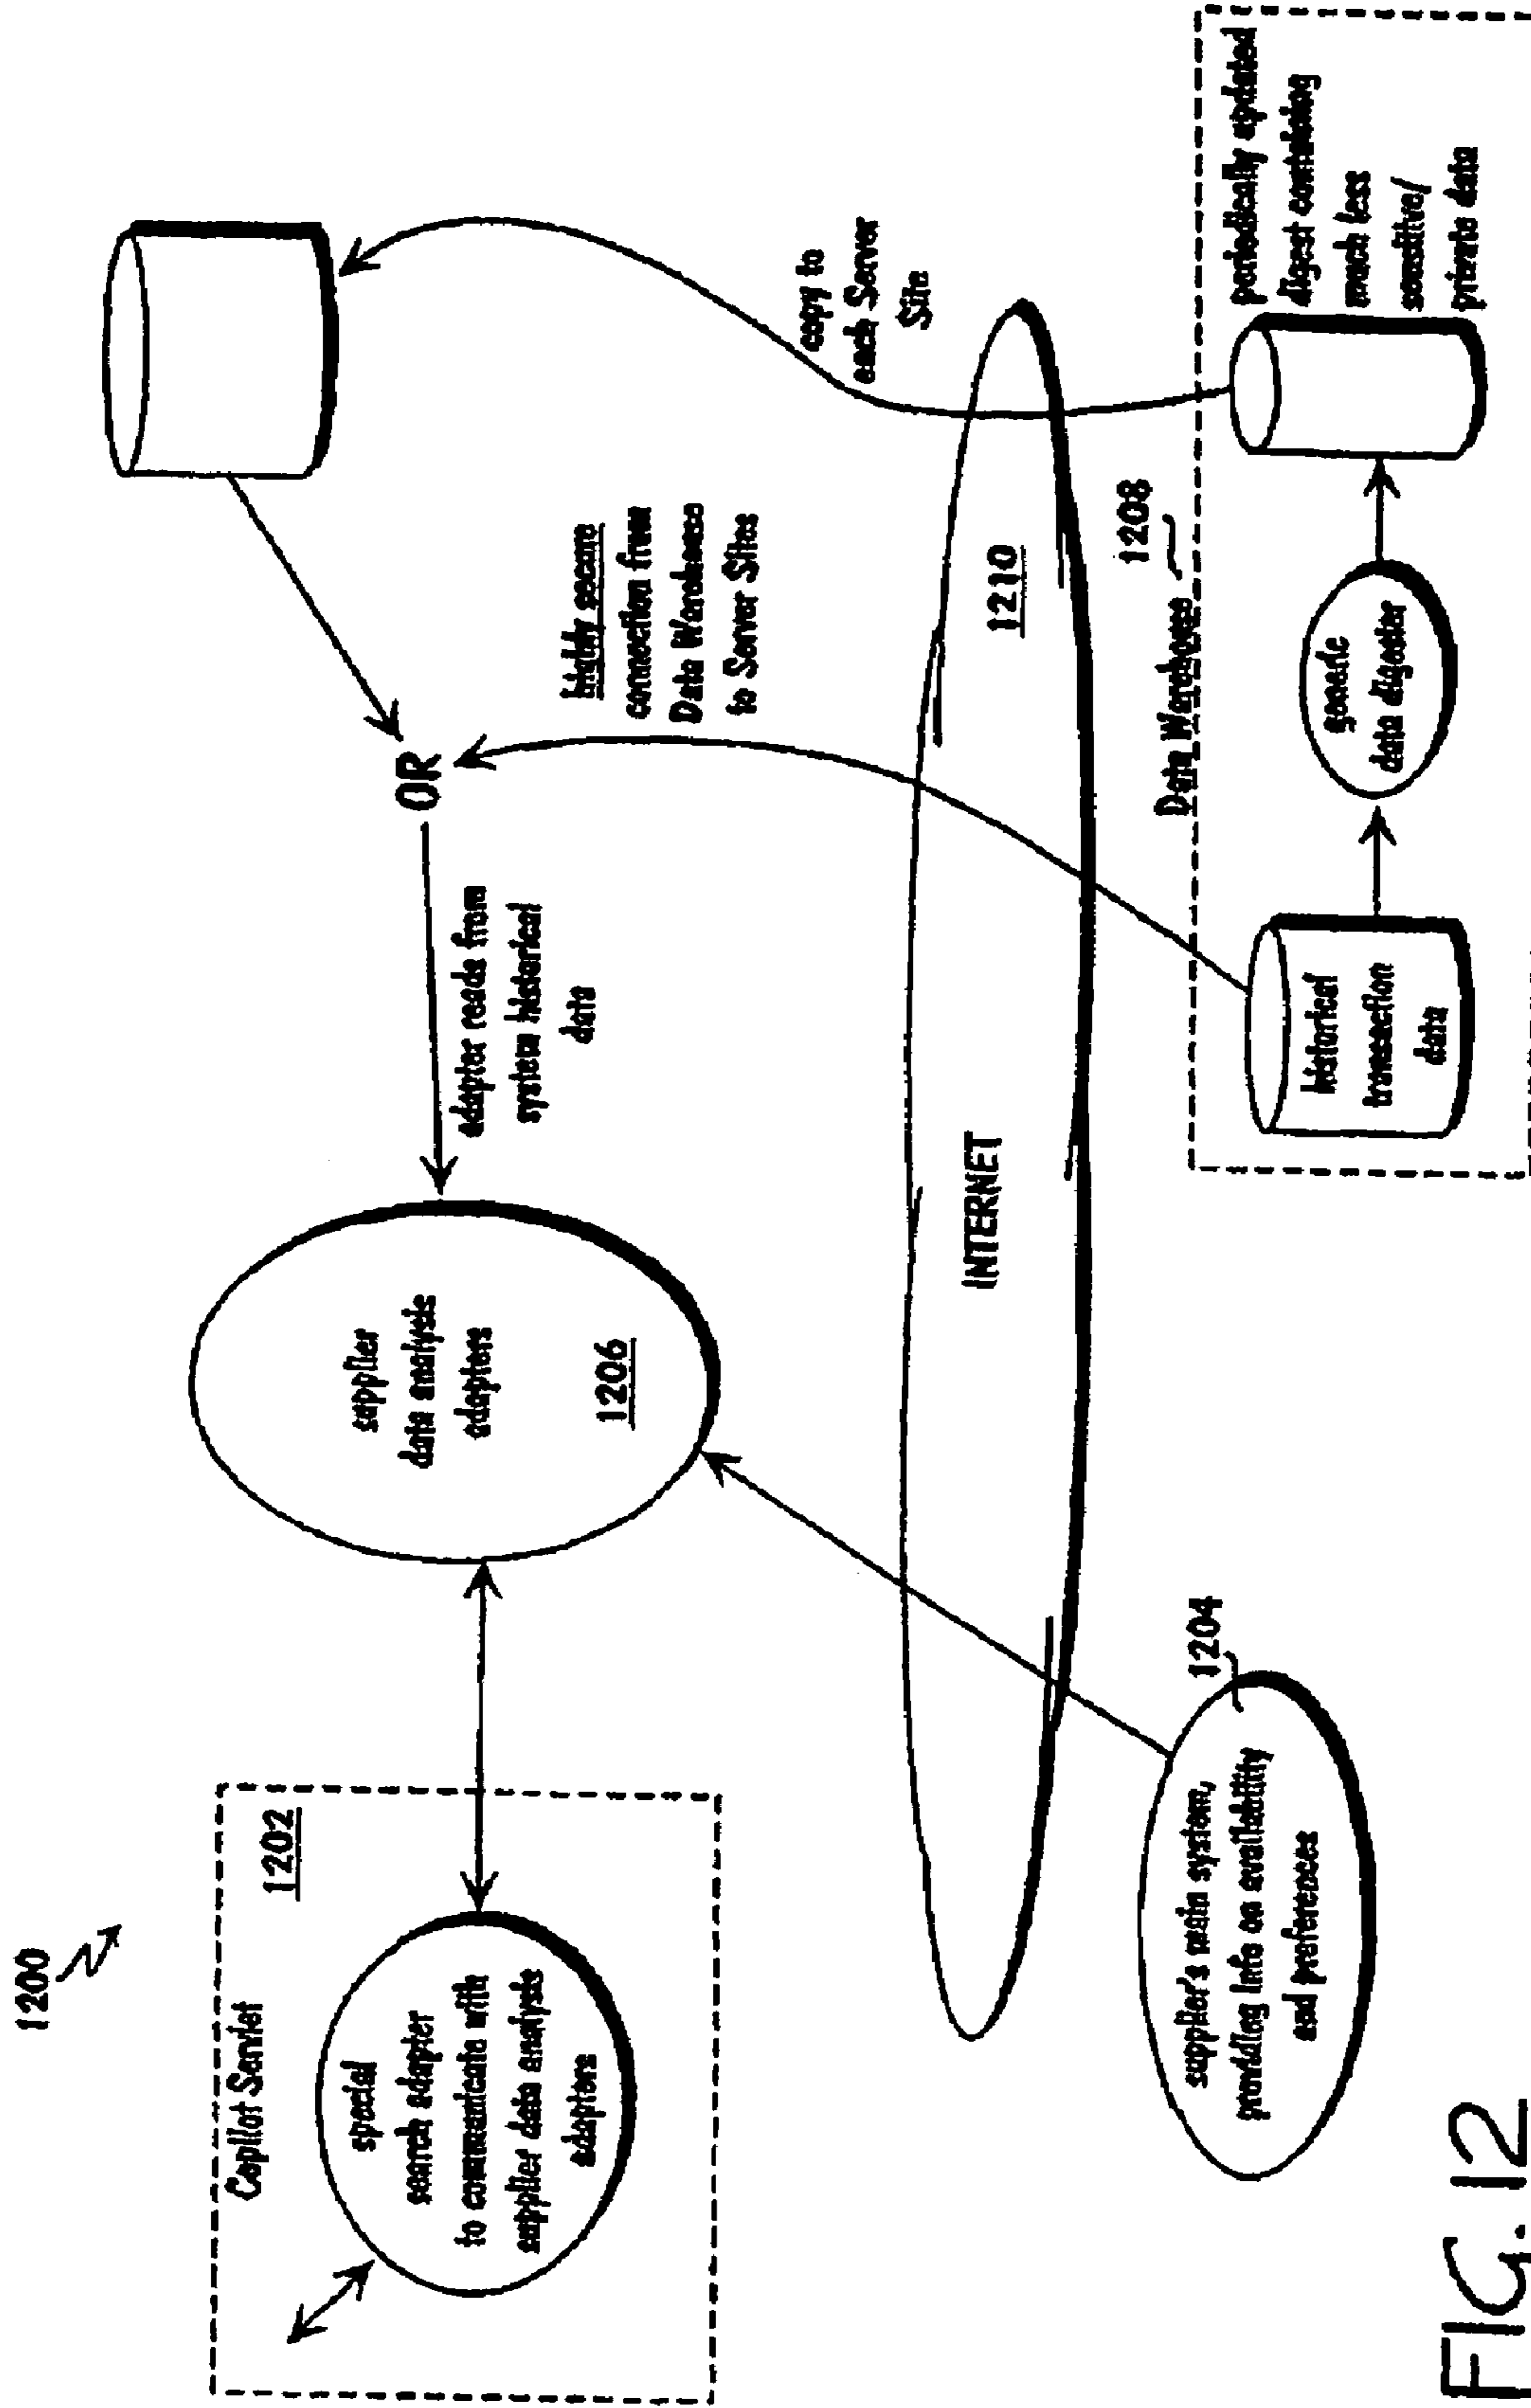 1200
Copilot Servlet
1202
special
search adapter
to communicate with
supplier data analysis
adapters
supplier
data analysis
adapters
1206
adapter reads from
system historical
data
OR
highly secure
connection from
Data Warehouse
to Server Sites
copy to
each Server
Site
INTERNET
1210
1204
supplier's main system,
providing info on availability
and preferences
Data Warehouse
1208
historical
transaction
data
genode
data digester
periodically updated
digest containing
much less
sensitive/
private data
FIG. 12